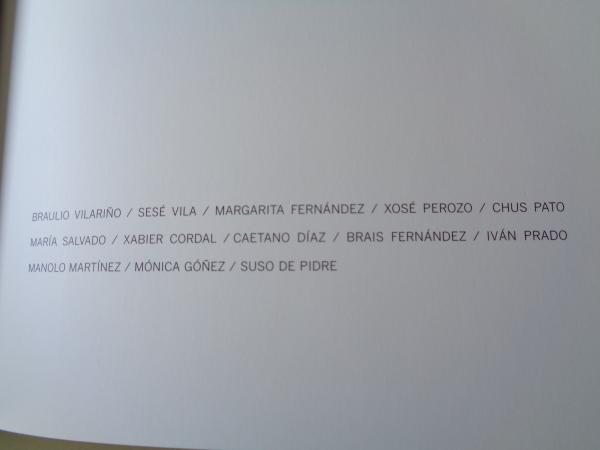 BRAULIO VILARIÑO / SESÉ VILA / MARGARITA FERNÁNDEZ / XOSÉ PEROZO / CHUS PATO
MARÍA SALVADO / XABIER CORDAL / CAETANO DÍAZ / BRAIS FERNÁNDEZ / IVÁN PRADO
MANOLO MARTÍNEZ / MÓNICA GÓÑEZ / SUSO DE PIDRE